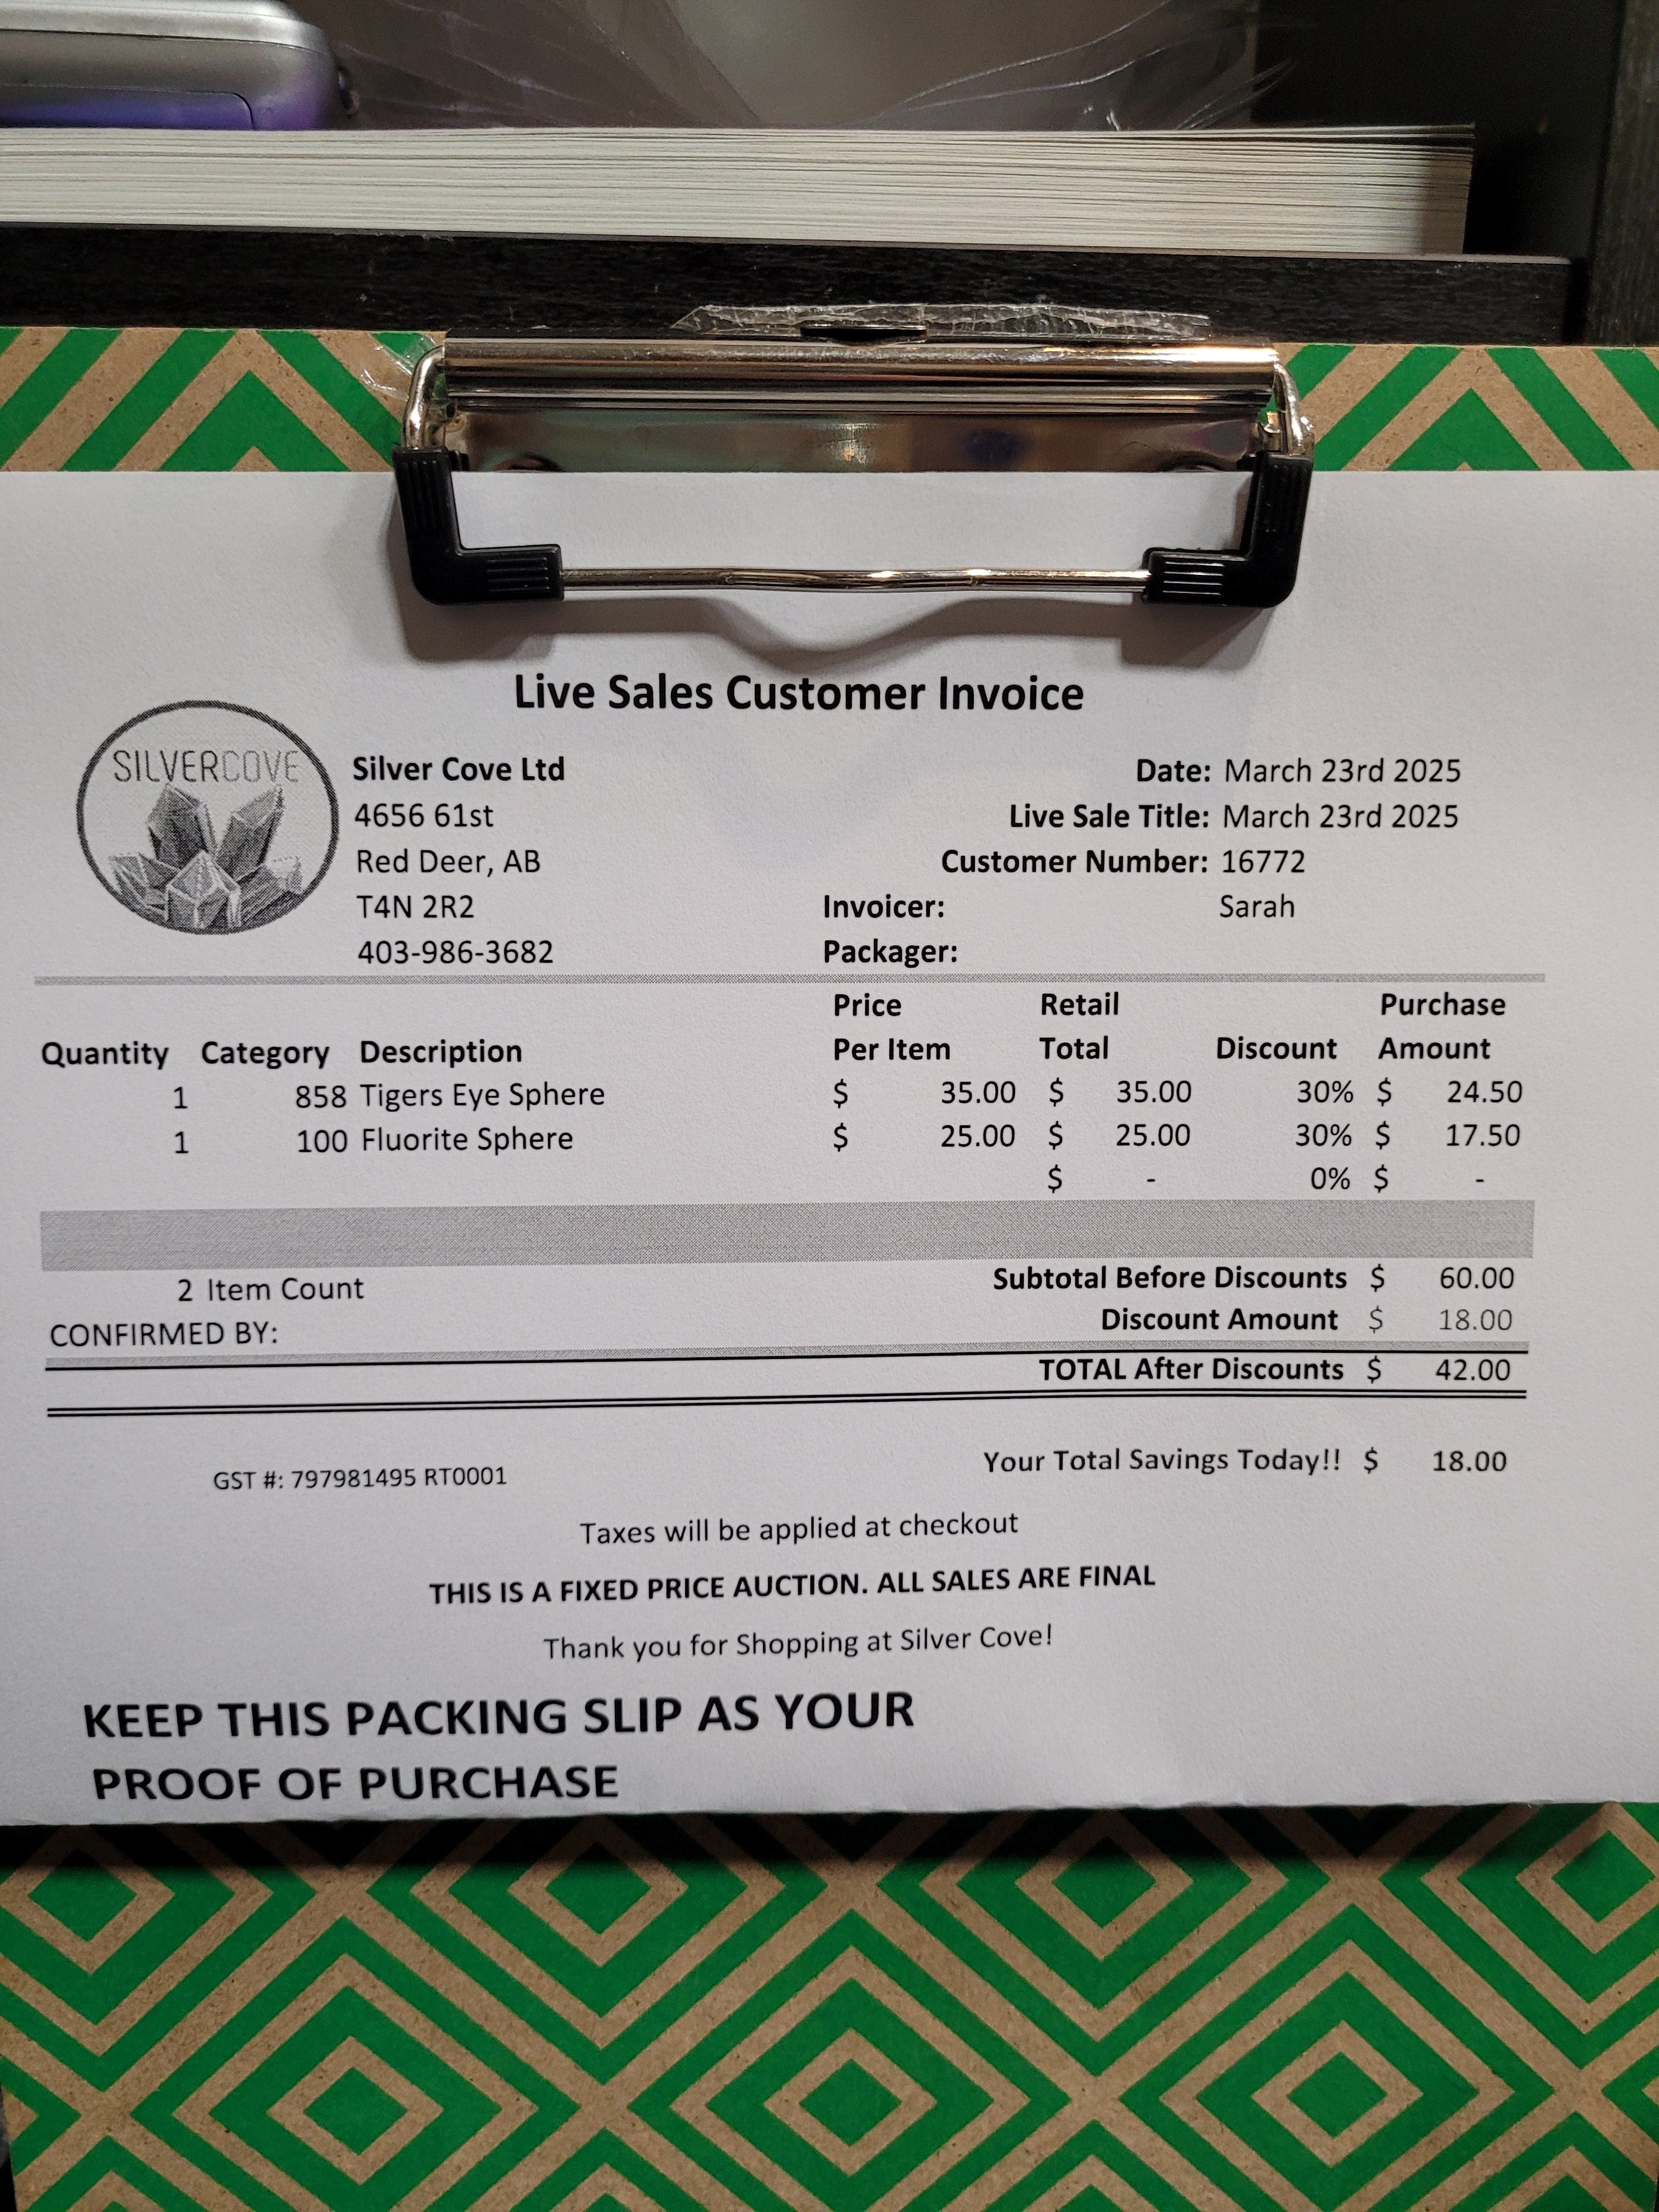 Live Sales Customer Invoice
SILVERCOVE
Silver Cove Ltd
4656 61st
Red Deer, AB
T4N 2R2
403-986-3682
Date: March 23rd 2025
Live Sale Title: March 23rd 2025
Customer Number: 16772
Invoicer: Sarah
Packager:
Quantity Category Description Price Per Item Retail Total Discount Purchase Amount
1 858 Tigers Eye Sphere $ 35.00 $ 35.00 30% $ 24.50
1 100 Fluorite Sphere $ 25.00 $ 25.00 30% $ 17.50
$ - 0% $ -
2 Item Count
CONFIRMED BY:
Subtotal Before Discounts $ 60.00
Discount Amount $ 18.00
TOTAL After Discounts $ 42.00
Your Total Savings Today!! $ 18.00
GST #: 797981495 RT0001
Taxes will be applied at checkout
THIS IS A FIXED PRICE AUCTION. ALL SALES ARE FINAL
Thank you for Shopping at Silver Cove!
KEEP THIS PACKING SLIP AS YOUR
PROOF OF PURCHASE